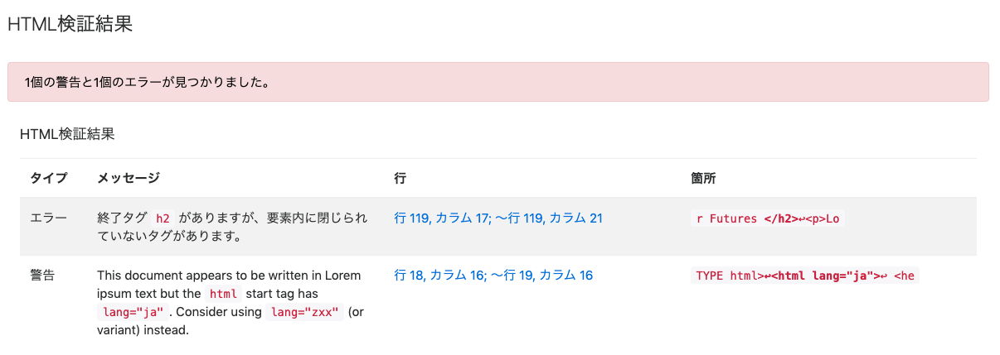 HTML検証結果
1個の警告と1個のエラーが見つかりました。
HTML検証結果
タイプ メッセージ 行 箇所
エラー 終了タグ h2 がありますが、要素内に閉じられ 行 119, カラム 17; 〜行 119, カラム 21 r Futures </h2>↩<p>Lo
ていないタグがあります。
警告 This document appears to be written in Lorem 行 18, カラム 16; 〜行 19, カラム 16 TYPE html>↩<html lang="ja">↩ <he
ipsum text but the html start tag has
lang="ja" . Consider using lang="zxx" (or
variant) instead.